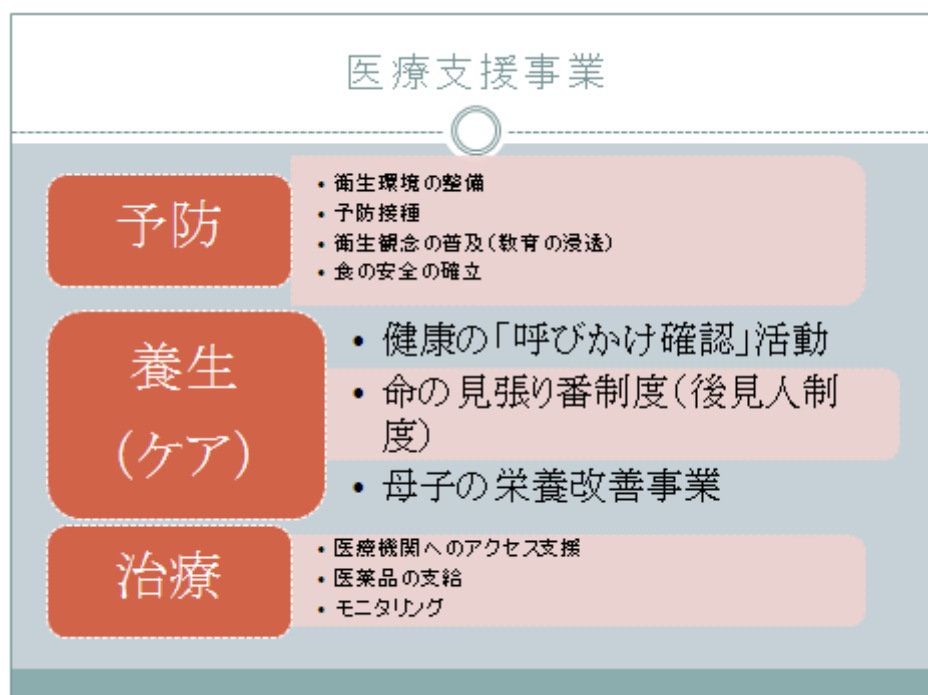 医療支援事業
予防
• 衛生環境の整備
• 予防接種
• 衛生観念の普及(教育の浸透)
• 食の安全の確立
養生
(ケア)
• 健康の「呼びかけ確認」活動
• 命の見張り番制度(後見人制
度)
• 母子の栄養改善事業
治療
• 医療機関へのアクセス支援
• 医薬品の支給
• モニタリング